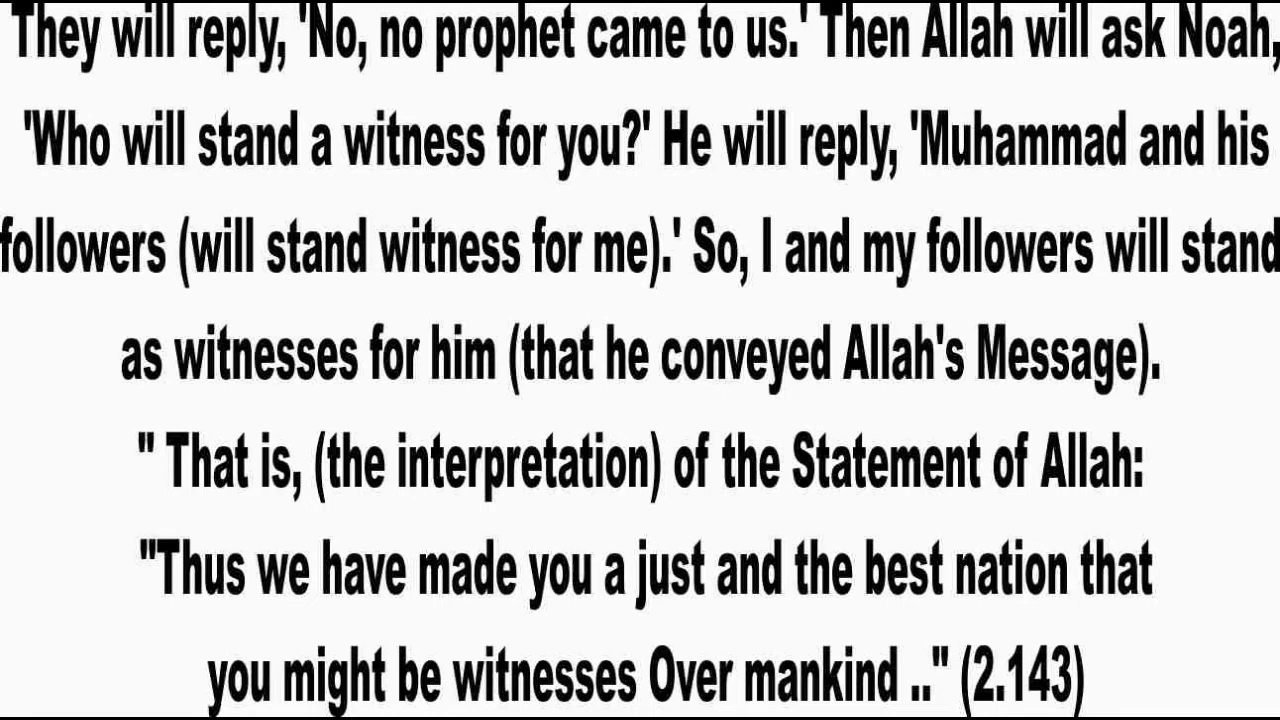 They will reply, 'No, no prophet came to us.' Then Allah will ask Noah,
'Who will stand a witness for you?' He will reply, 'Muhammad and his
followers (will stand witness for me).' So, I and my followers will stand
as witnesses for him (that he conveyed Allah's Message).
" That is, (the interpretation) of the Statement of Allah:
"Thus we have made you a just and the best nation that
you might be witnesses Over mankind .." (2.143)